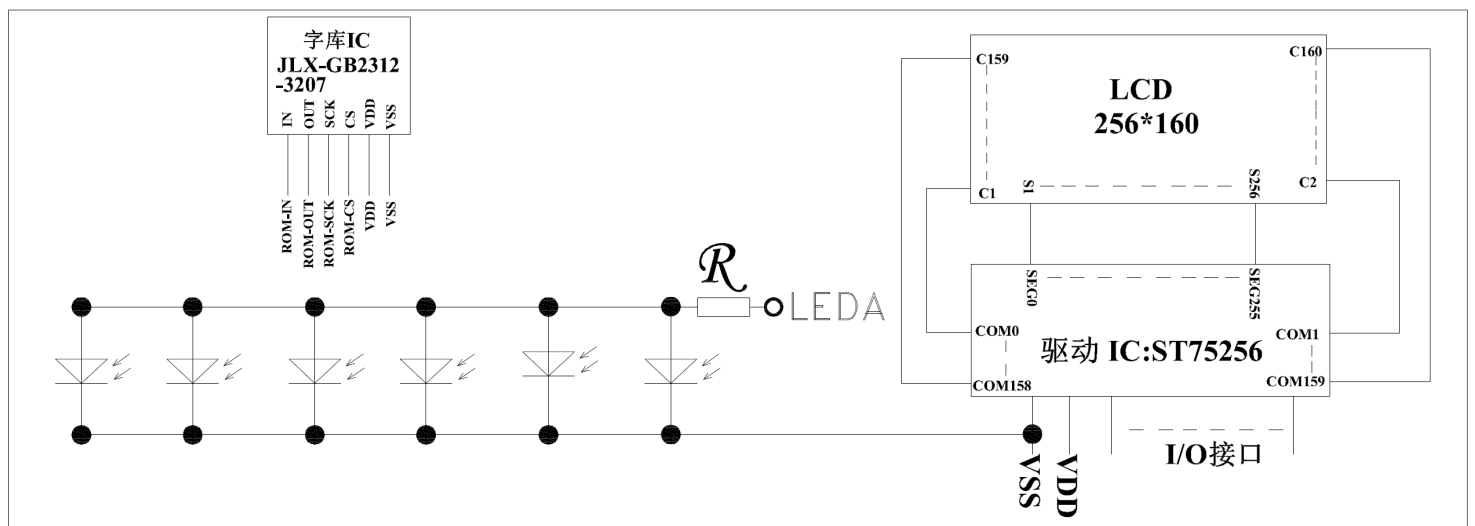 字库IC
JLX-GB2312
-3207
IN
OUT
SCK
CS
VDD
VSS
ROM-IN
ROM-OUT
ROM-SCK
ROM-CS
VDD
VSS
R
LEDA
C159
C160
LCD
256*160
C1
S1
S256
C2
SEG0
SEG255
COM0
COM1
驱动 IC:ST75256
COM158
COM159
VSS
VDD
I/O接口